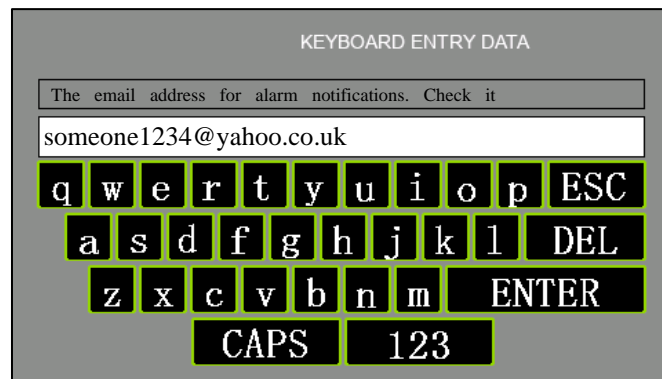 KEYBOARD ENTRY DATA
The email address for alarm notifications. Check it
someone1234@yahoo.co.uk
q w e r t y u i o p ESC
a s d f g h j k l DEL
z x c v b n m ENTER
CAPS 123